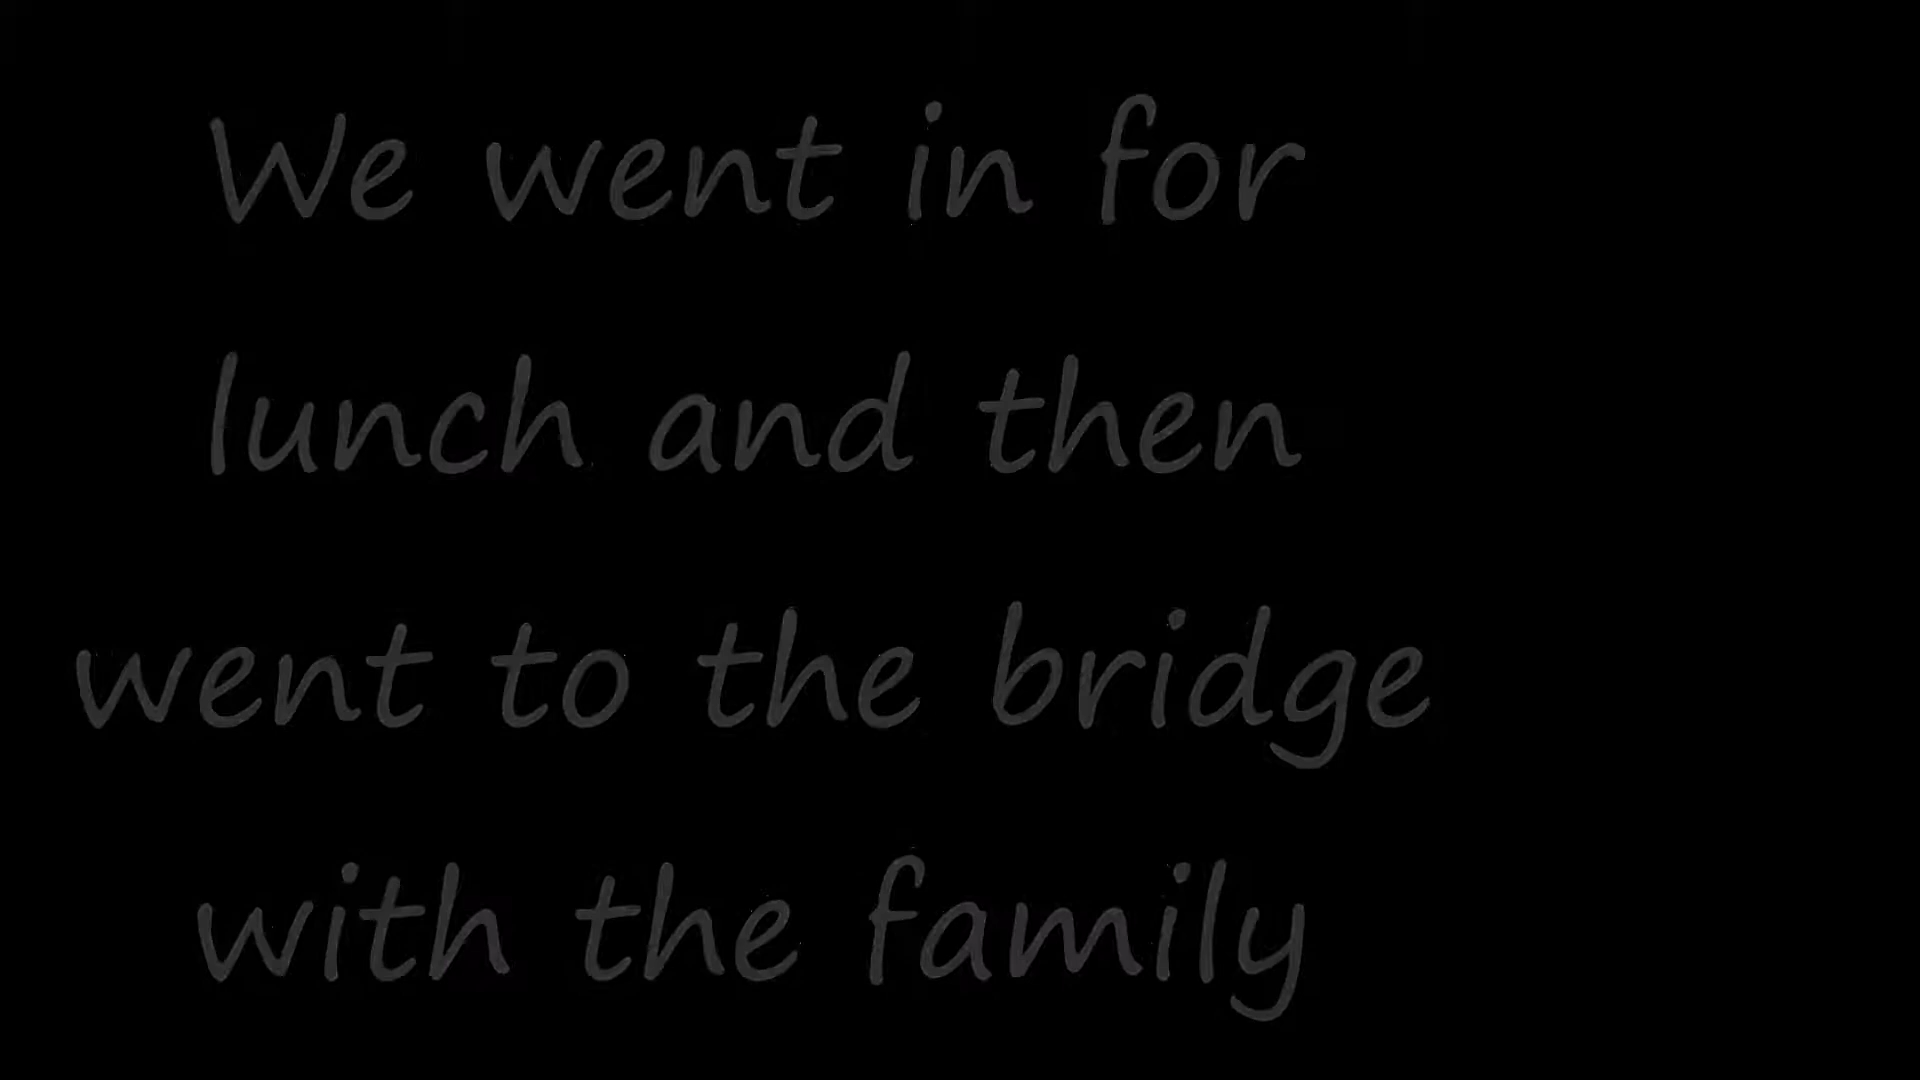 We went in for
lunch and then
went to the bridge
with the family